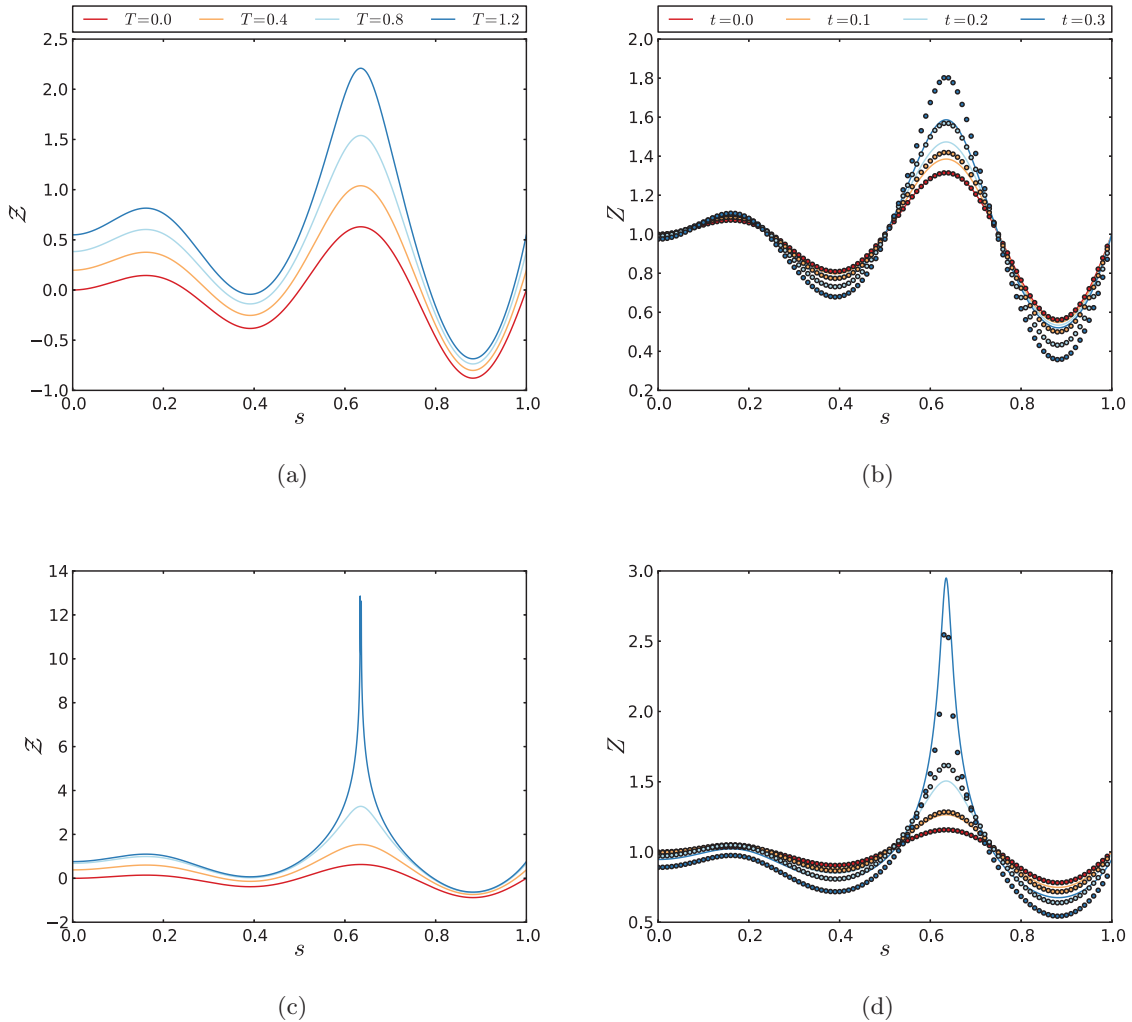 T=0.0 T=0.4 T=0.8 T=1.2
2.5
2.0
1.5
1.0
0.5
0.0
−0.5
−1.0
𝒵
0.0 0.2 0.4 0.6 0.8 1.0
s
(a)
t=0.0 t=0.1 t=0.2 t=0.3
2.0
1.8
1.6
1.4
1.2
1.0
0.8
0.6
0.4
0.2
Z
0.0 0.2 0.4 0.6 0.8 1.0
s
(b)
14
12
10
8
6
4
2
0
−2
𝒵
0.0 0.2 0.4 0.6 0.8 1.0
s
(c)
3.0
2.5
2.0
1.5
1.0
0.5
Z
0.0 0.2 0.4 0.6 0.8 1.0
s
(d)